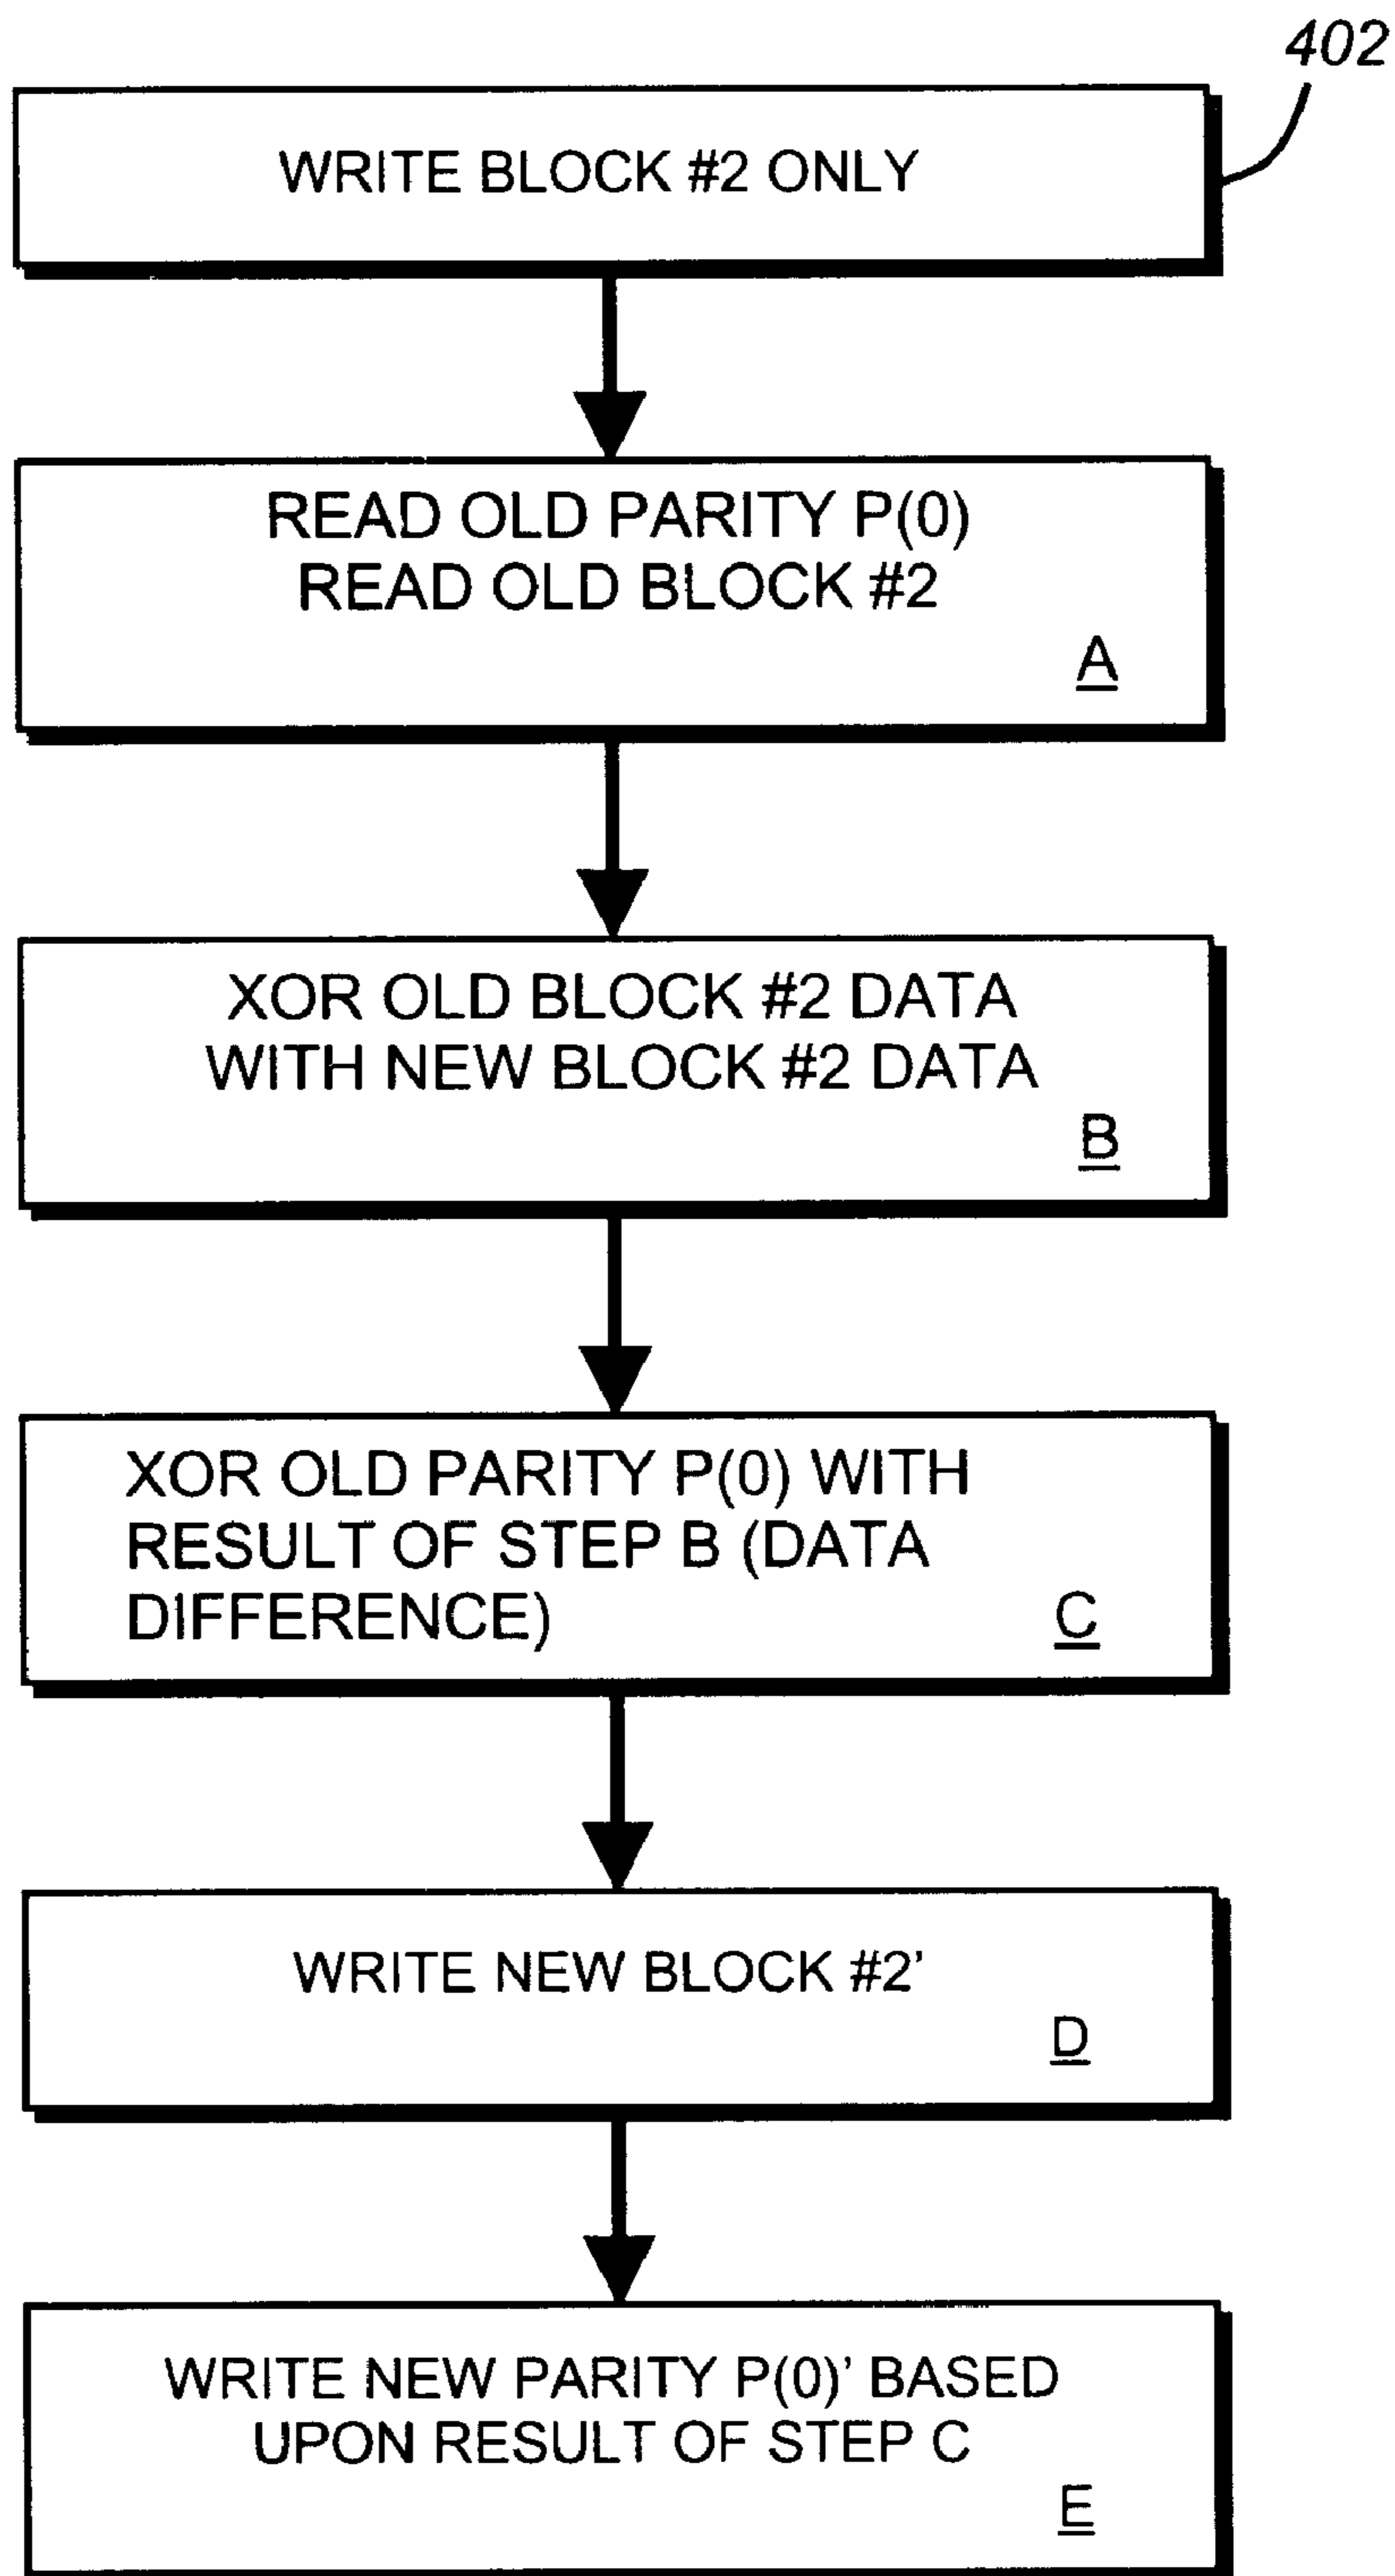 402
WRITE BLOCK #2 ONLY
READ OLD PARITY P(0)
READ OLD BLOCK #2
A
XOR OLD BLOCK #2 DATA
WITH NEW BLOCK #2 DATA
B
XOR OLD PARITY P(0) WITH
RESULT OF STEP B (DATA
DIFFERENCE)
C
WRITE NEW BLOCK #2’
D
WRITE NEW PARITY P(0)’ BASED
UPON RESULT OF STEP C
E